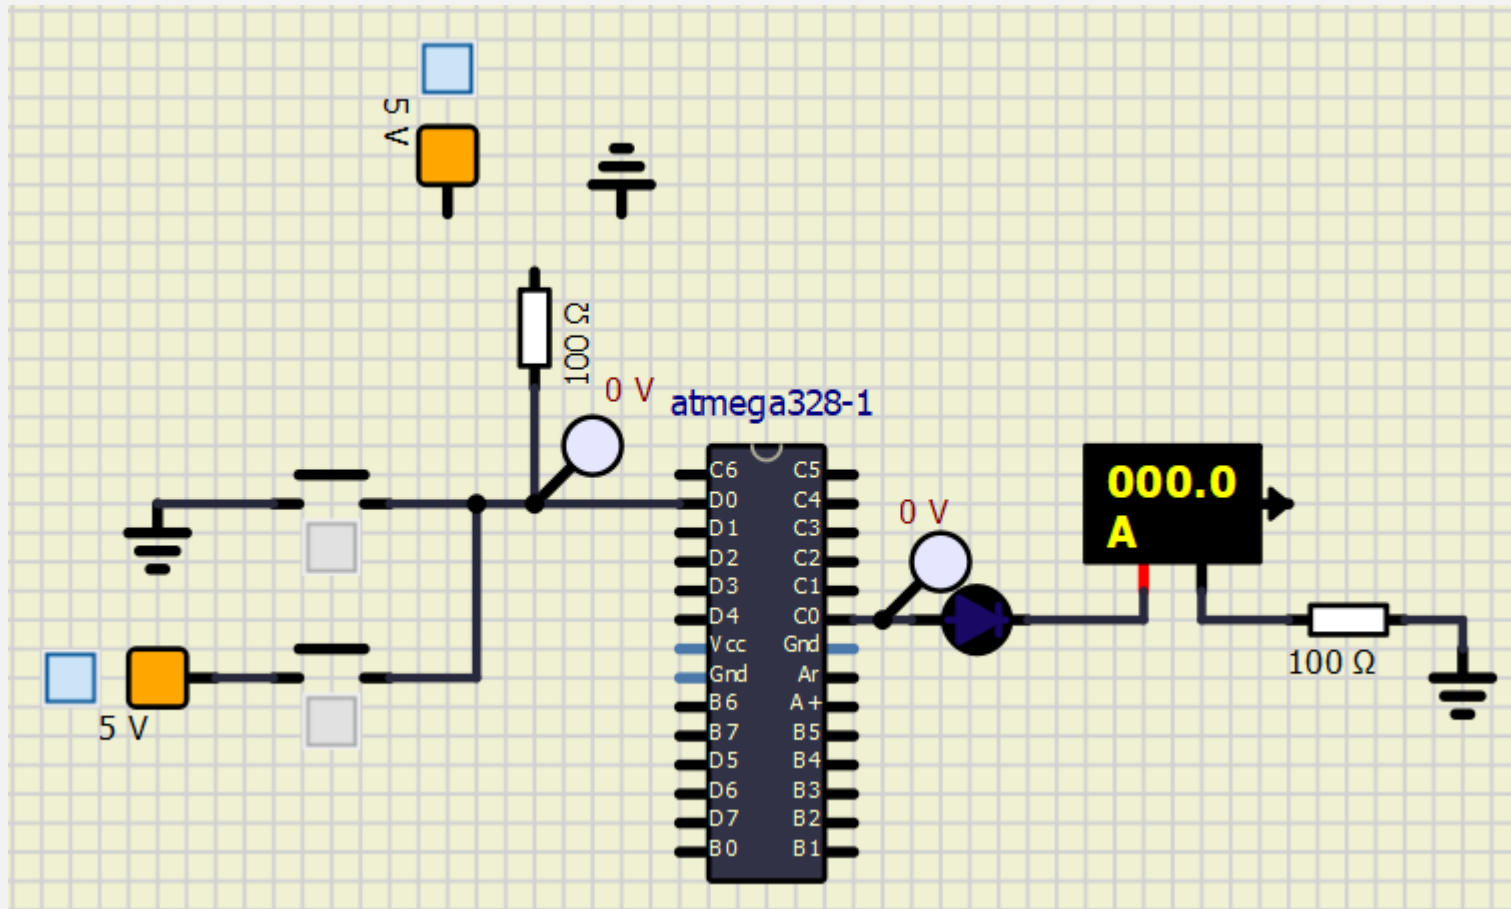 5 V
100 Ω
0 V
atmega328-1
C6 C5
D0 C4
D1 C3
D2 C2
D3 C1
D4 C0
Vcc Gnd
Gnd Ar
B6 A+
B7 B5
D5 B4
D6 B3
D7 B2
B0 B1
0 V
000.0
A
100 Ω
5 V